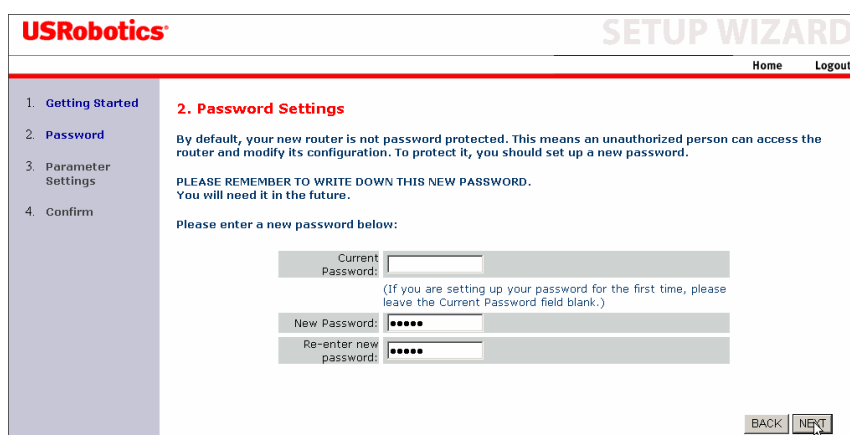 USRobotics
SETUP WIZARD
Home Logout
1. Getting Started
2. Password
3. Parameter
Settings
4. Confirm
2. Password Settings
By default, your new router is not password protected. This means an unauthorized person can access the
router and modify its configuration. To protect it, you should set up a new password.
PLEASE REMEMBER TO WRITE DOWN THIS NEW PASSWORD.
You will need it in the future.
Please enter a new password below:
Current
Password:
(If you are setting up your password for the first time, please
leave the Current Password field blank.)
New Password: •••••
Re-enter new
password: •••••
BACK NEXT